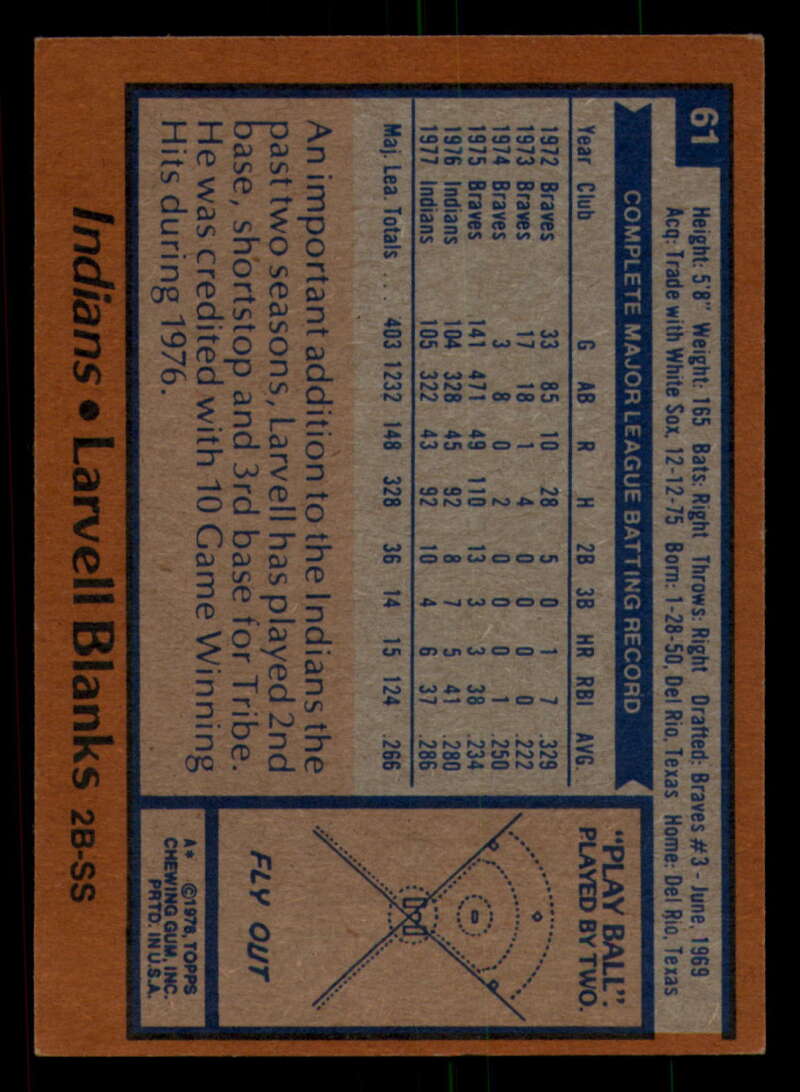 61
Height: 5'8" Weight: 165 Bats: Right Throws: Right Drafted: Braves #3 - June, 1969
Acq: Trade with White Sox, 12-12-75 Born: 1-28-50, Del Rio, Texas Home: Del Rio, Texas
COMPLETE MAJOR LEAGUE BATTING RECORD
Year Club G AB R H 2B 3B HR RBI AVG.
1972 Braves 33 85 10 28 5 0 1 7 .329
1973 Braves 17 18 1 4 0 0 0 0 .222
1974 Braves 3 8 0 2 0 0 0 1 .250
1975 Braves 141 471 49 110 13 3 3 38 .234
1976 Indians 104 328 45 92 8 7 5 41 .280
1977 Indians 105 322 43 92 10 4 6 37 .286
Maj. Lea. Totals ... 403 1232 148 328 36 14 15 124 .266
An important addition to the Indians the
past two seasons, Larvell has played 2nd
base, shortstop and 3rd base for Tribe.
He was credited with 10 Game Winning
Hits during 1976.
"PLAY BALL":
PLAYED BY TWO.
FLY OUT
A* ©1978, TOPPS
CHEWING GUM, INC.
PRTD. IN U.S.A.
Indians • Larvell Blanks 2B-SS